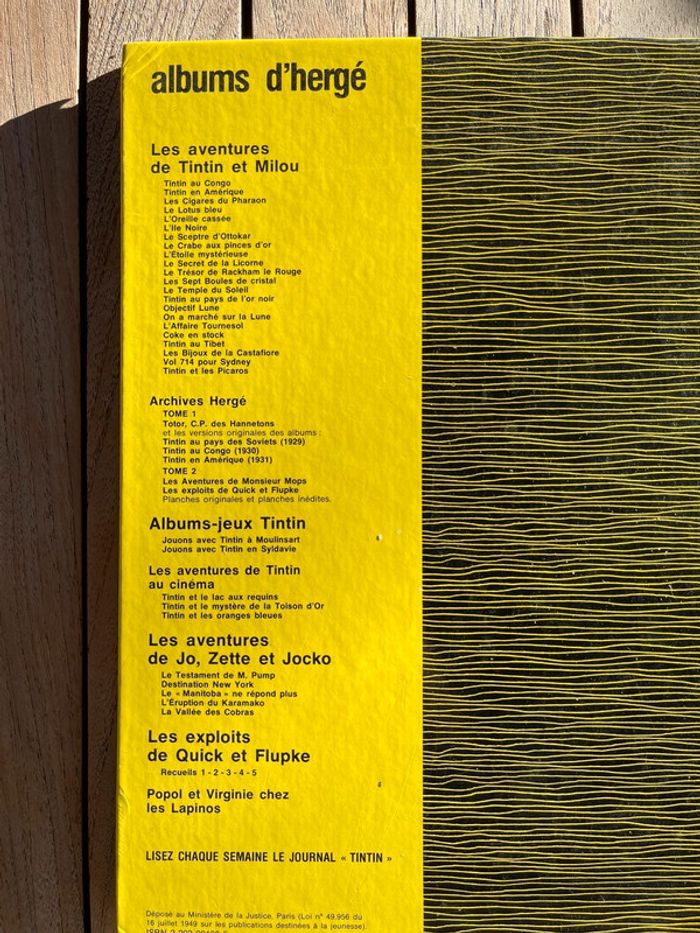 albums d'hergé
Les aventures
de Tintin et Milou
Tintin au Congo
Tintin en Amérique
Les Cigares du Pharaon
Le Lotus bleu
L'Oreille cassée
L'Ile Noire
Le Sceptre d'Ottokar
Le Crabe aux pinces d'or
L'Étoile mystérieuse
Le Secret de la Licorne
Le Trésor de Rackham le Rouge
Les Sept Boules de cristal
Le Temple du Soleil
Tintin au pays de l'or noir
Objectif Lune
On a marché sur la Lune
L'Affaire Tournesol
Coke en stock
Tintin au Tibet
Les Bijoux de la Castafiore
Vol 714 pour Sydney
Tintin et les Picaros
Archives Hergé
TOME 1
Totor, C.P. des Hannetons
et les versions originales des albums :
Tintin au pays des Soviets (1929)
Tintin au Congo (1930)
Tintin en Amérique (1931)
TOME 2
Les Aventures de Monsieur Mops
Les exploits de Quick et Flupke
Planches originales et planches inédites.
Albums-jeux Tintin
Jouons avec Tintin à Moulinsart
Jouons avec Tintin en Syldavie
Les aventures de Tintin
au cinéma
Tintin et le lac aux requins
Tintin et le mystère de la Toison d'Or
Tintin et les oranges bleues
Les aventures
de Jo, Zette et Jocko
Le Testament de M. Pump
Destination New York
Le « Manitoba » ne répond plus
L'Éruption du Karamako
La Vallée des Cobras
Les exploits
de Quick et Flupke
Recueils 1 - 2 - 3 - 4 - 5
Popol et Virginie chez
les Lapinos
LISEZ CHAQUE SEMAINE LE JOURNAL « TINTIN »
Déposé au Ministère de la Justice, Paris (Loi n° 49.956 du
16 juillet 1949 sur les publications destinées à la jeunesse).
ISBN